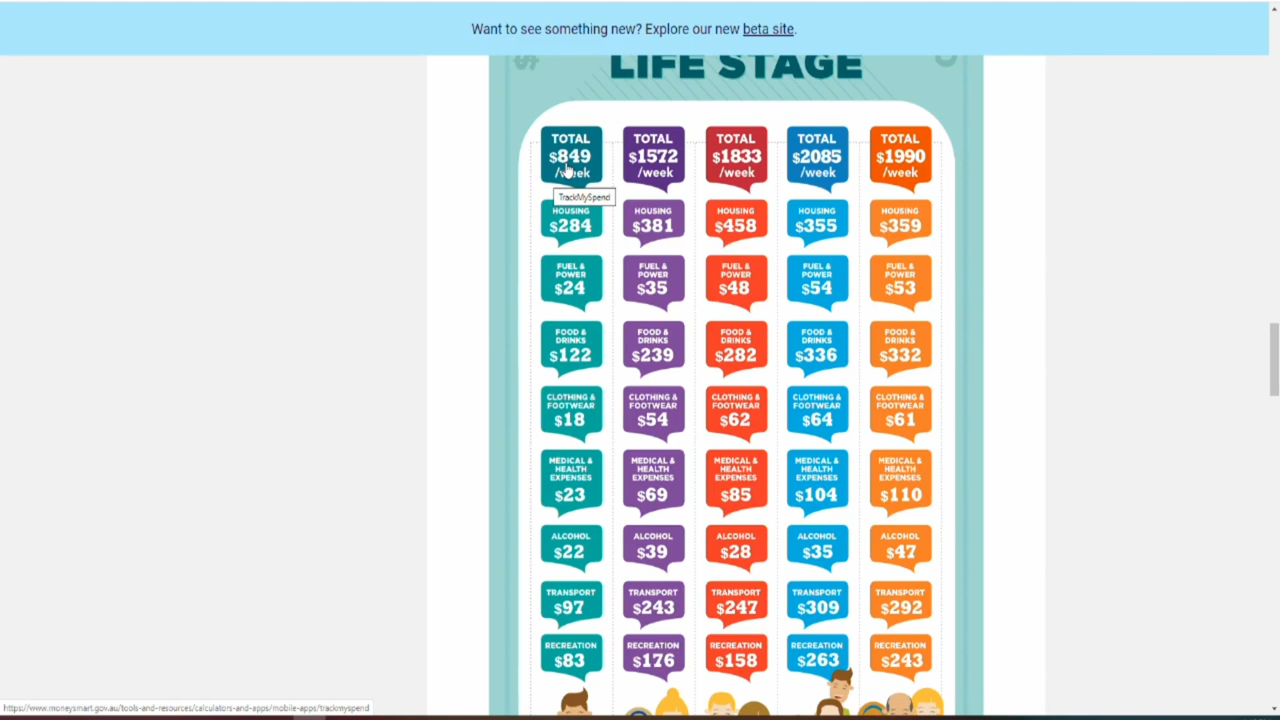 Want to see something new? Explore our new beta site.
LIFE STAGE
TOTAL TOTAL TOTAL TOTAL TOTAL
$849 $1572 $1833 $2085 $1990
/week /week /week /week /week
TrackMySpend
HOUSING HOUSING HOUSING HOUSING HOUSING
$284 $381 $458 $355 $359
FUEL & FUEL & FUEL & FUEL & FUEL &
POWER POWER POWER POWER POWER
$24 $35 $48 $54 $53
FOOD & FOOD & FOOD & FOOD & FOOD &
DRINKS DRINKS DRINKS DRINKS DRINKS
$122 $239 $282 $336 $332
CLOTHING & CLOTHING & CLOTHING & CLOTHING & CLOTHING &
FOOTWEAR FOOTWEAR FOOTWEAR FOOTWEAR FOOTWEAR
$18 $54 $62 $64 $61
MEDICAL & MEDICAL & MEDICAL & MEDICAL & MEDICAL &
HEALTH HEALTH HEALTH HEALTH HEALTH
EXPENSES EXPENSES EXPENSES EXPENSES EXPENSES
$23 $69 $85 $104 $110
ALCOHOL ALCOHOL ALCOHOL ALCOHOL ALCOHOL
$22 $39 $28 $35 $47
TRANSPORT TRANSPORT TRANSPORT TRANSPORT TRANSPORT
$97 $243 $247 $309 $292
RECREATION RECREATION RECREATION RECREATION RECREATION
$83 $176 $158 $263 $243
https://www.moneysmart.gov.au/tools-and-resources/calculators-and-apps/mobile-apps/trackmyspend